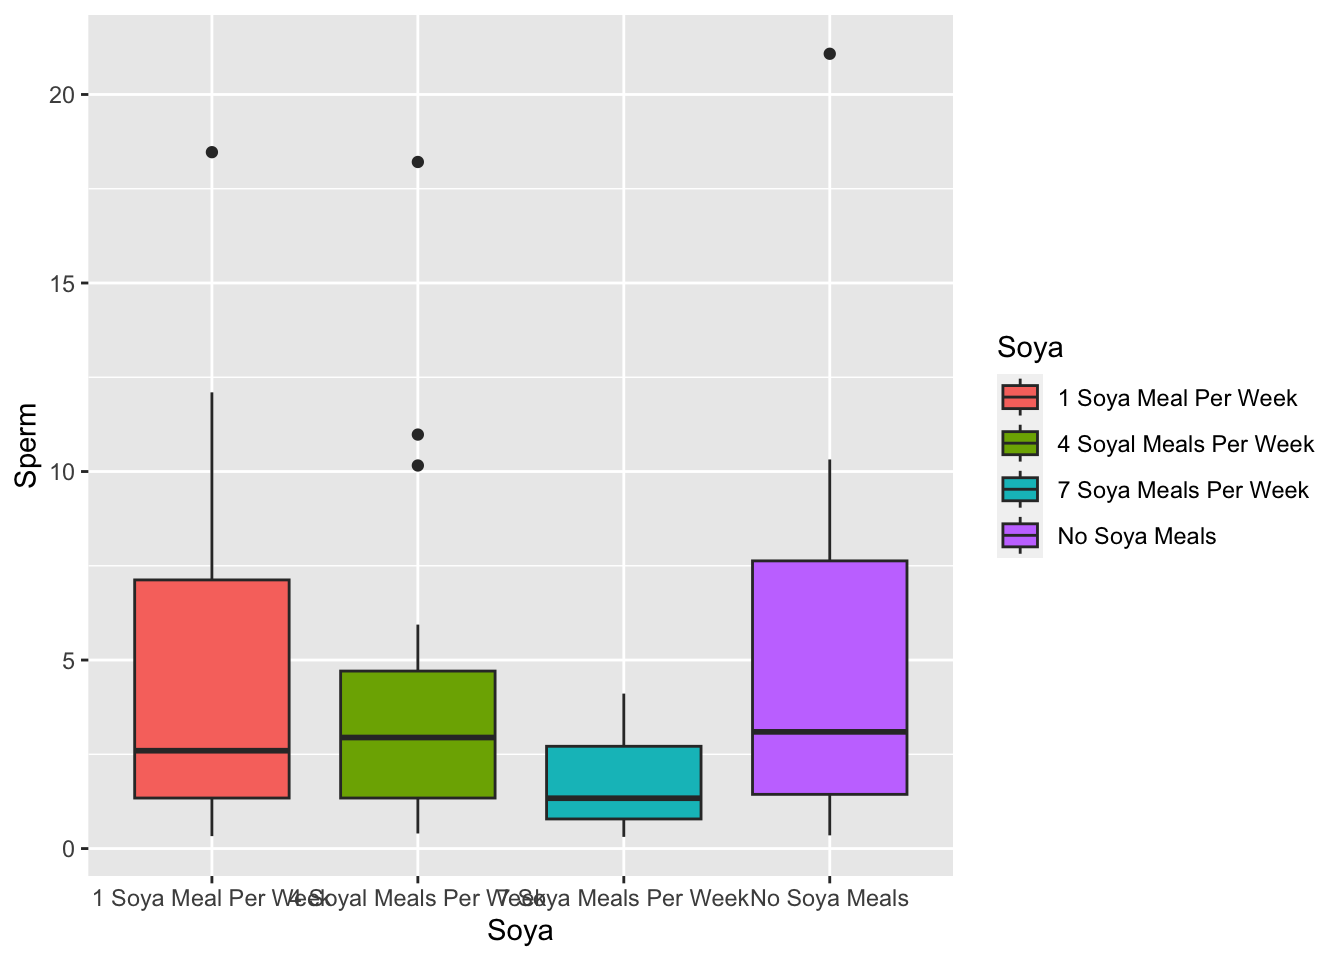 20
15
10
5
0
Sperm
1 Soya Meal Per Week
4 Soyal Meals Per Week
7 Soya Meals Per Week
No Soya Meals
Soya
Soya
1 Soya Meal Per Week
4 Soyal Meals Per Week
7 Soya Meals Per Week
No Soya Meals